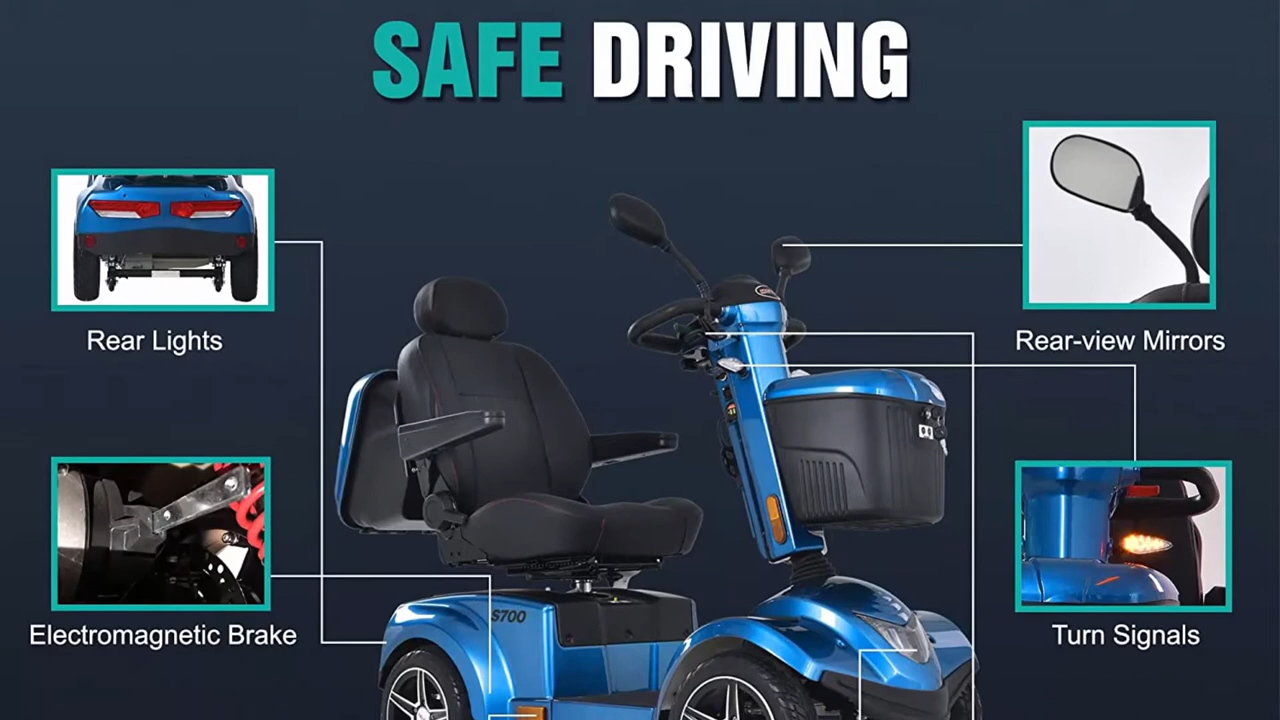 SAFE DRIVING
Rear Lights
Rear-view Mirrors
Electromagnetic Brake
Turn Signals
S700